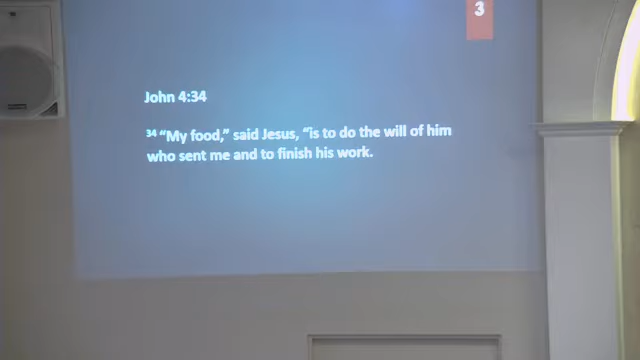 3
John 4:34
34 “My food,” said Jesus, “is to do the will of him
who sent me and to finish his work.